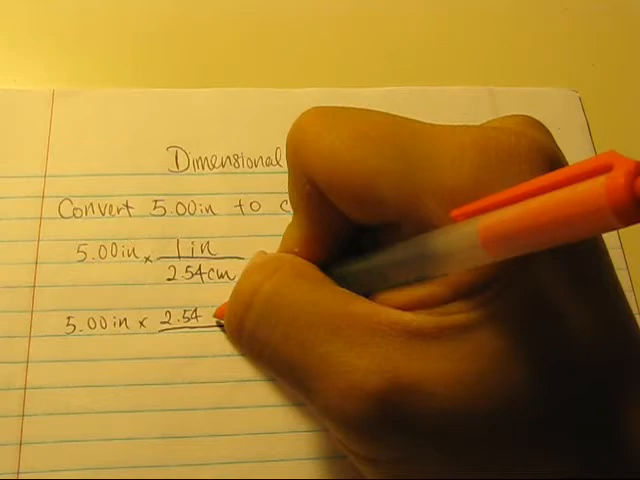 Dimensional
Convert 5.00in to c
5.00in x 1in
2.54cm
5.00in x 2.54